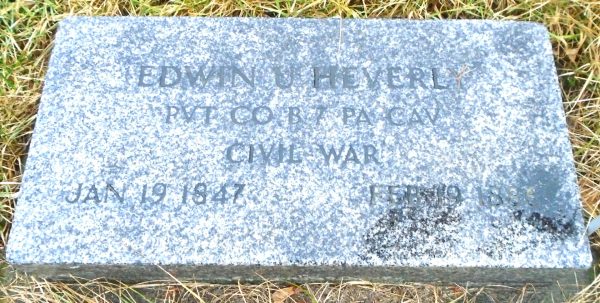 EDWIN U HEVERLY
PVT CO B 7 PA CAV
CIVIL WAR
JAN 19 1847 FEB 19